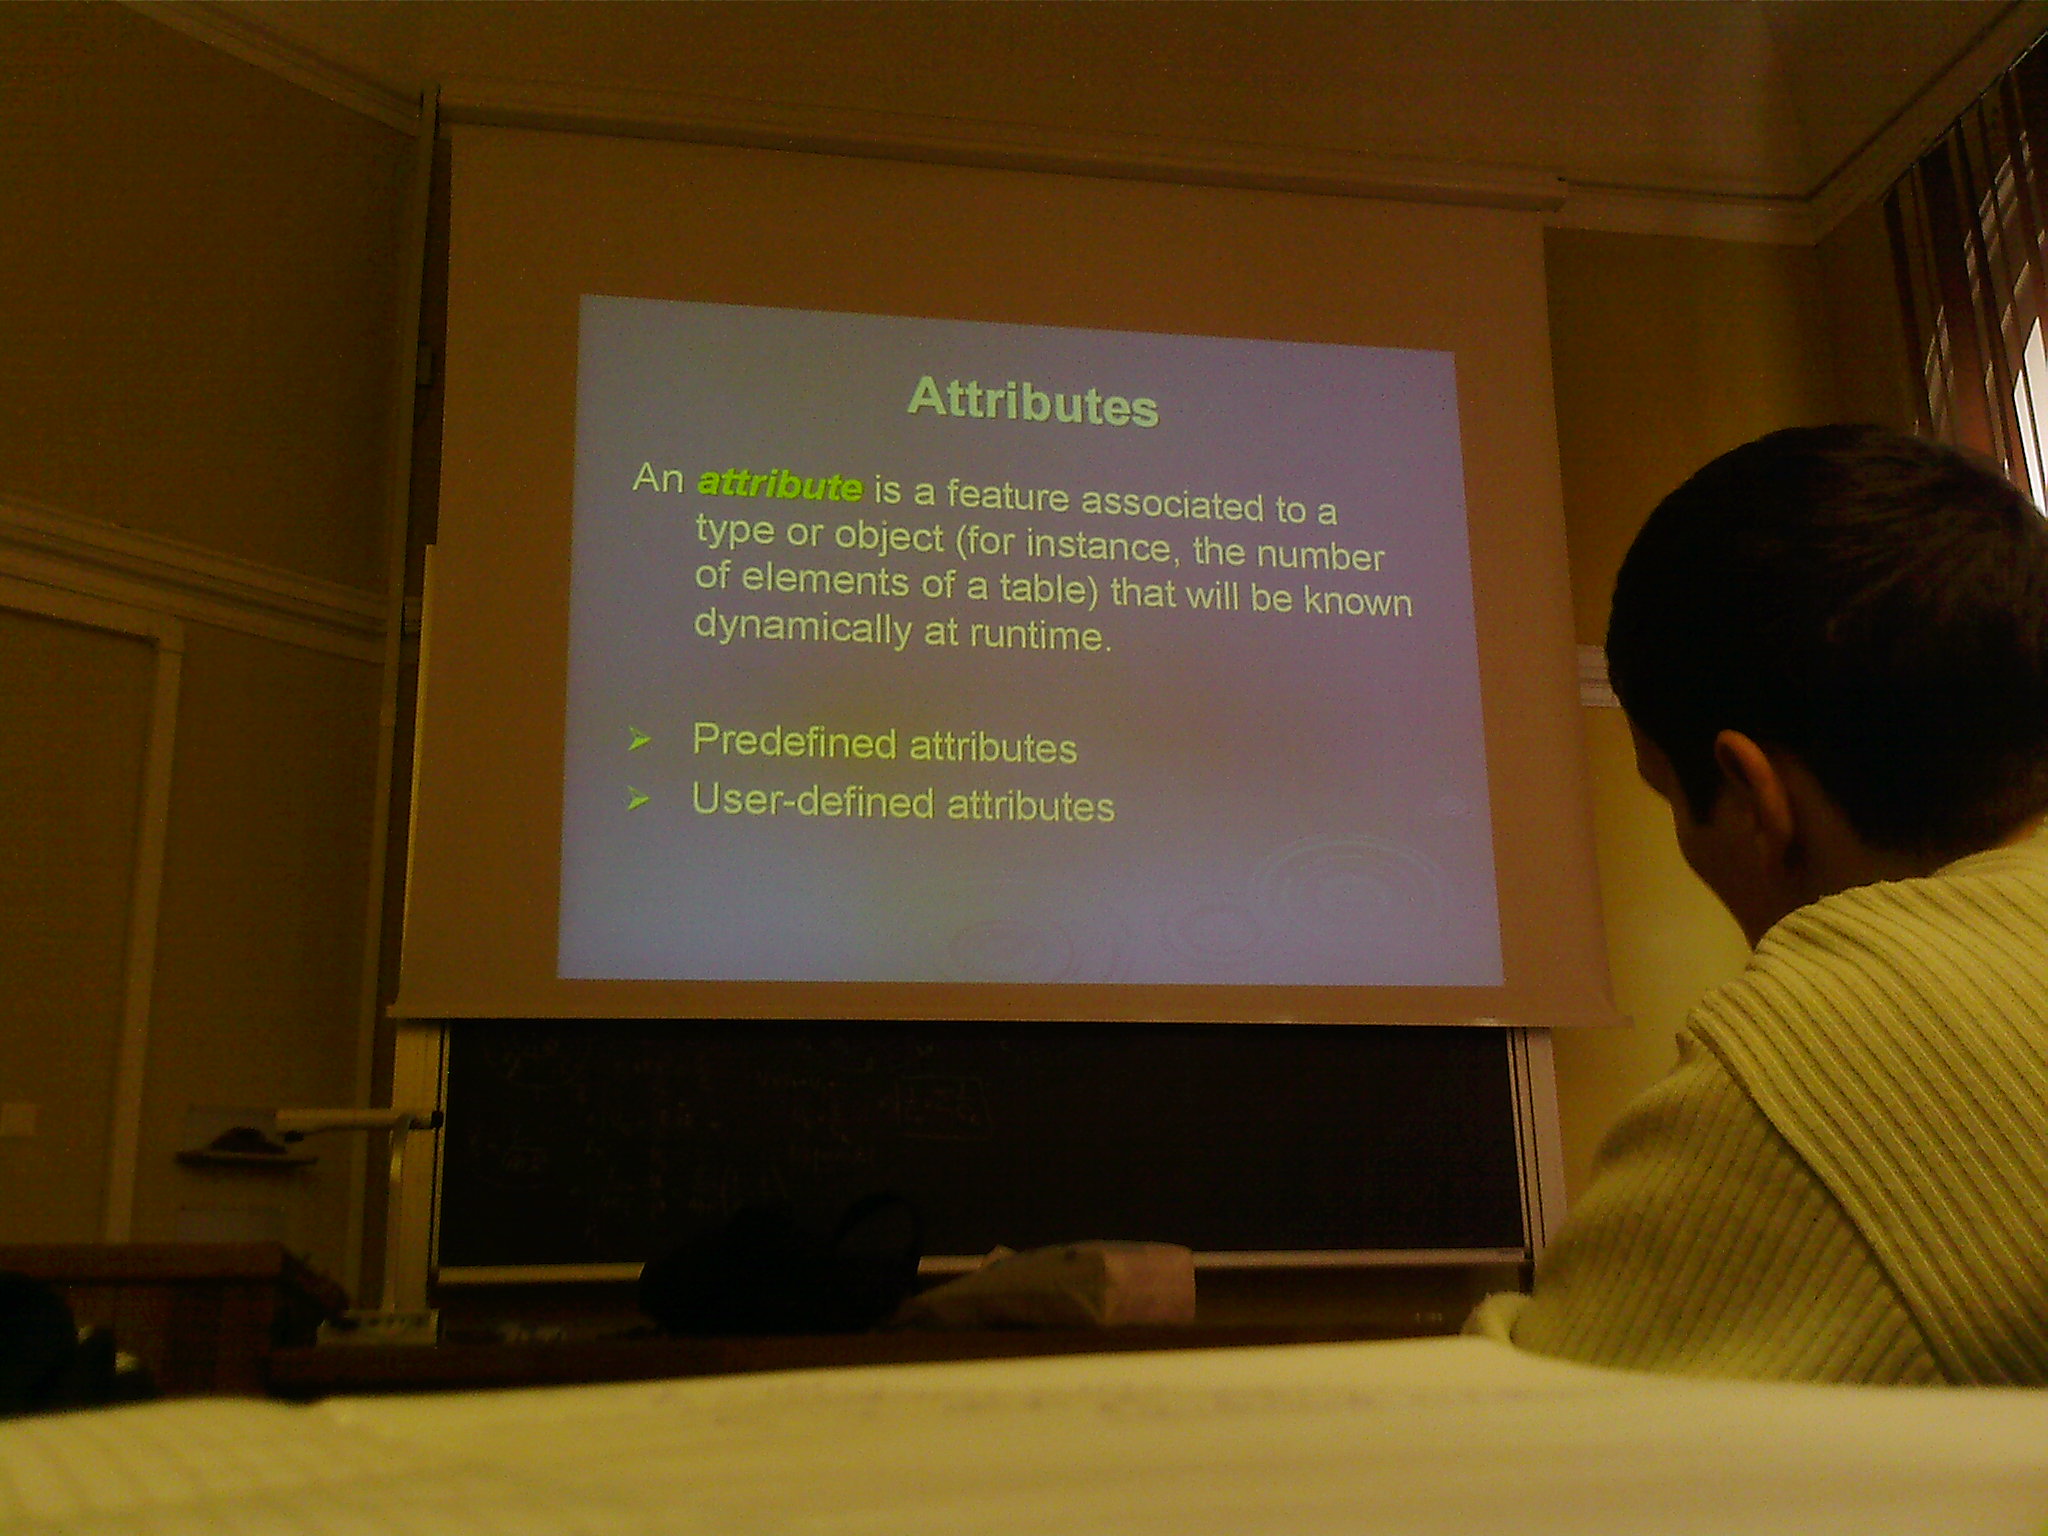 Attributes
An attribute is a feature associated to a
type or object (for instance, the number
of elements of a table) that will be known
dynamically at runtime.
➢ Predefined attributes
➢ User-defined attributes